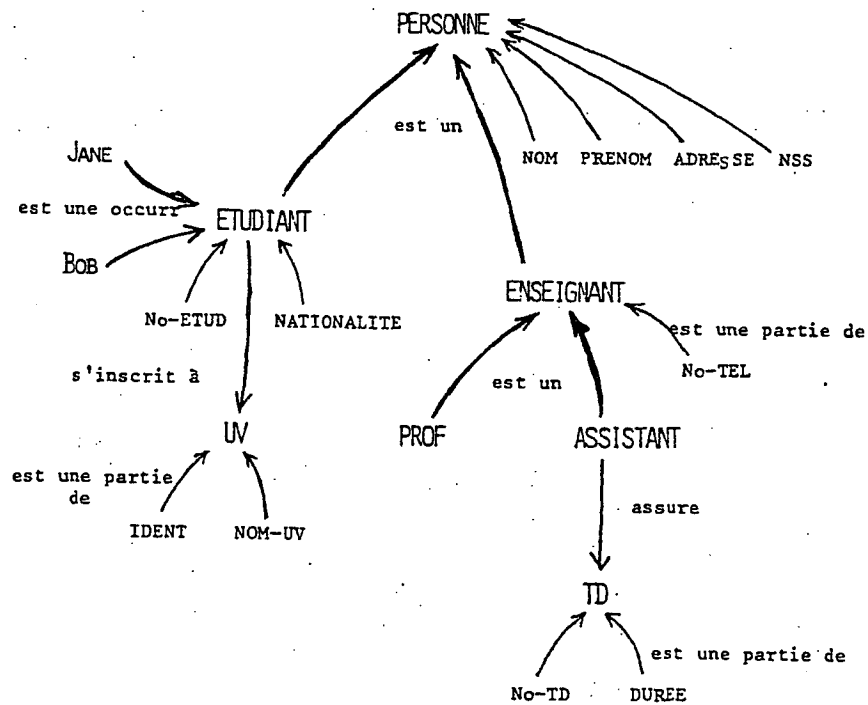 PERSONNE
est un
NOM PRENOM ADRESSE NSS
JANE
est une occurr
ETUDIANT
BOB
No-ETUD NATIONALITE
ENSEIGNANT
est une partie de
No-TEL
s'inscrit à
est un
UV
PROF ASSISTANT
est une partie
de
IDENT NOM-UV
assure
TD
est une partie de
No-TD DUREE